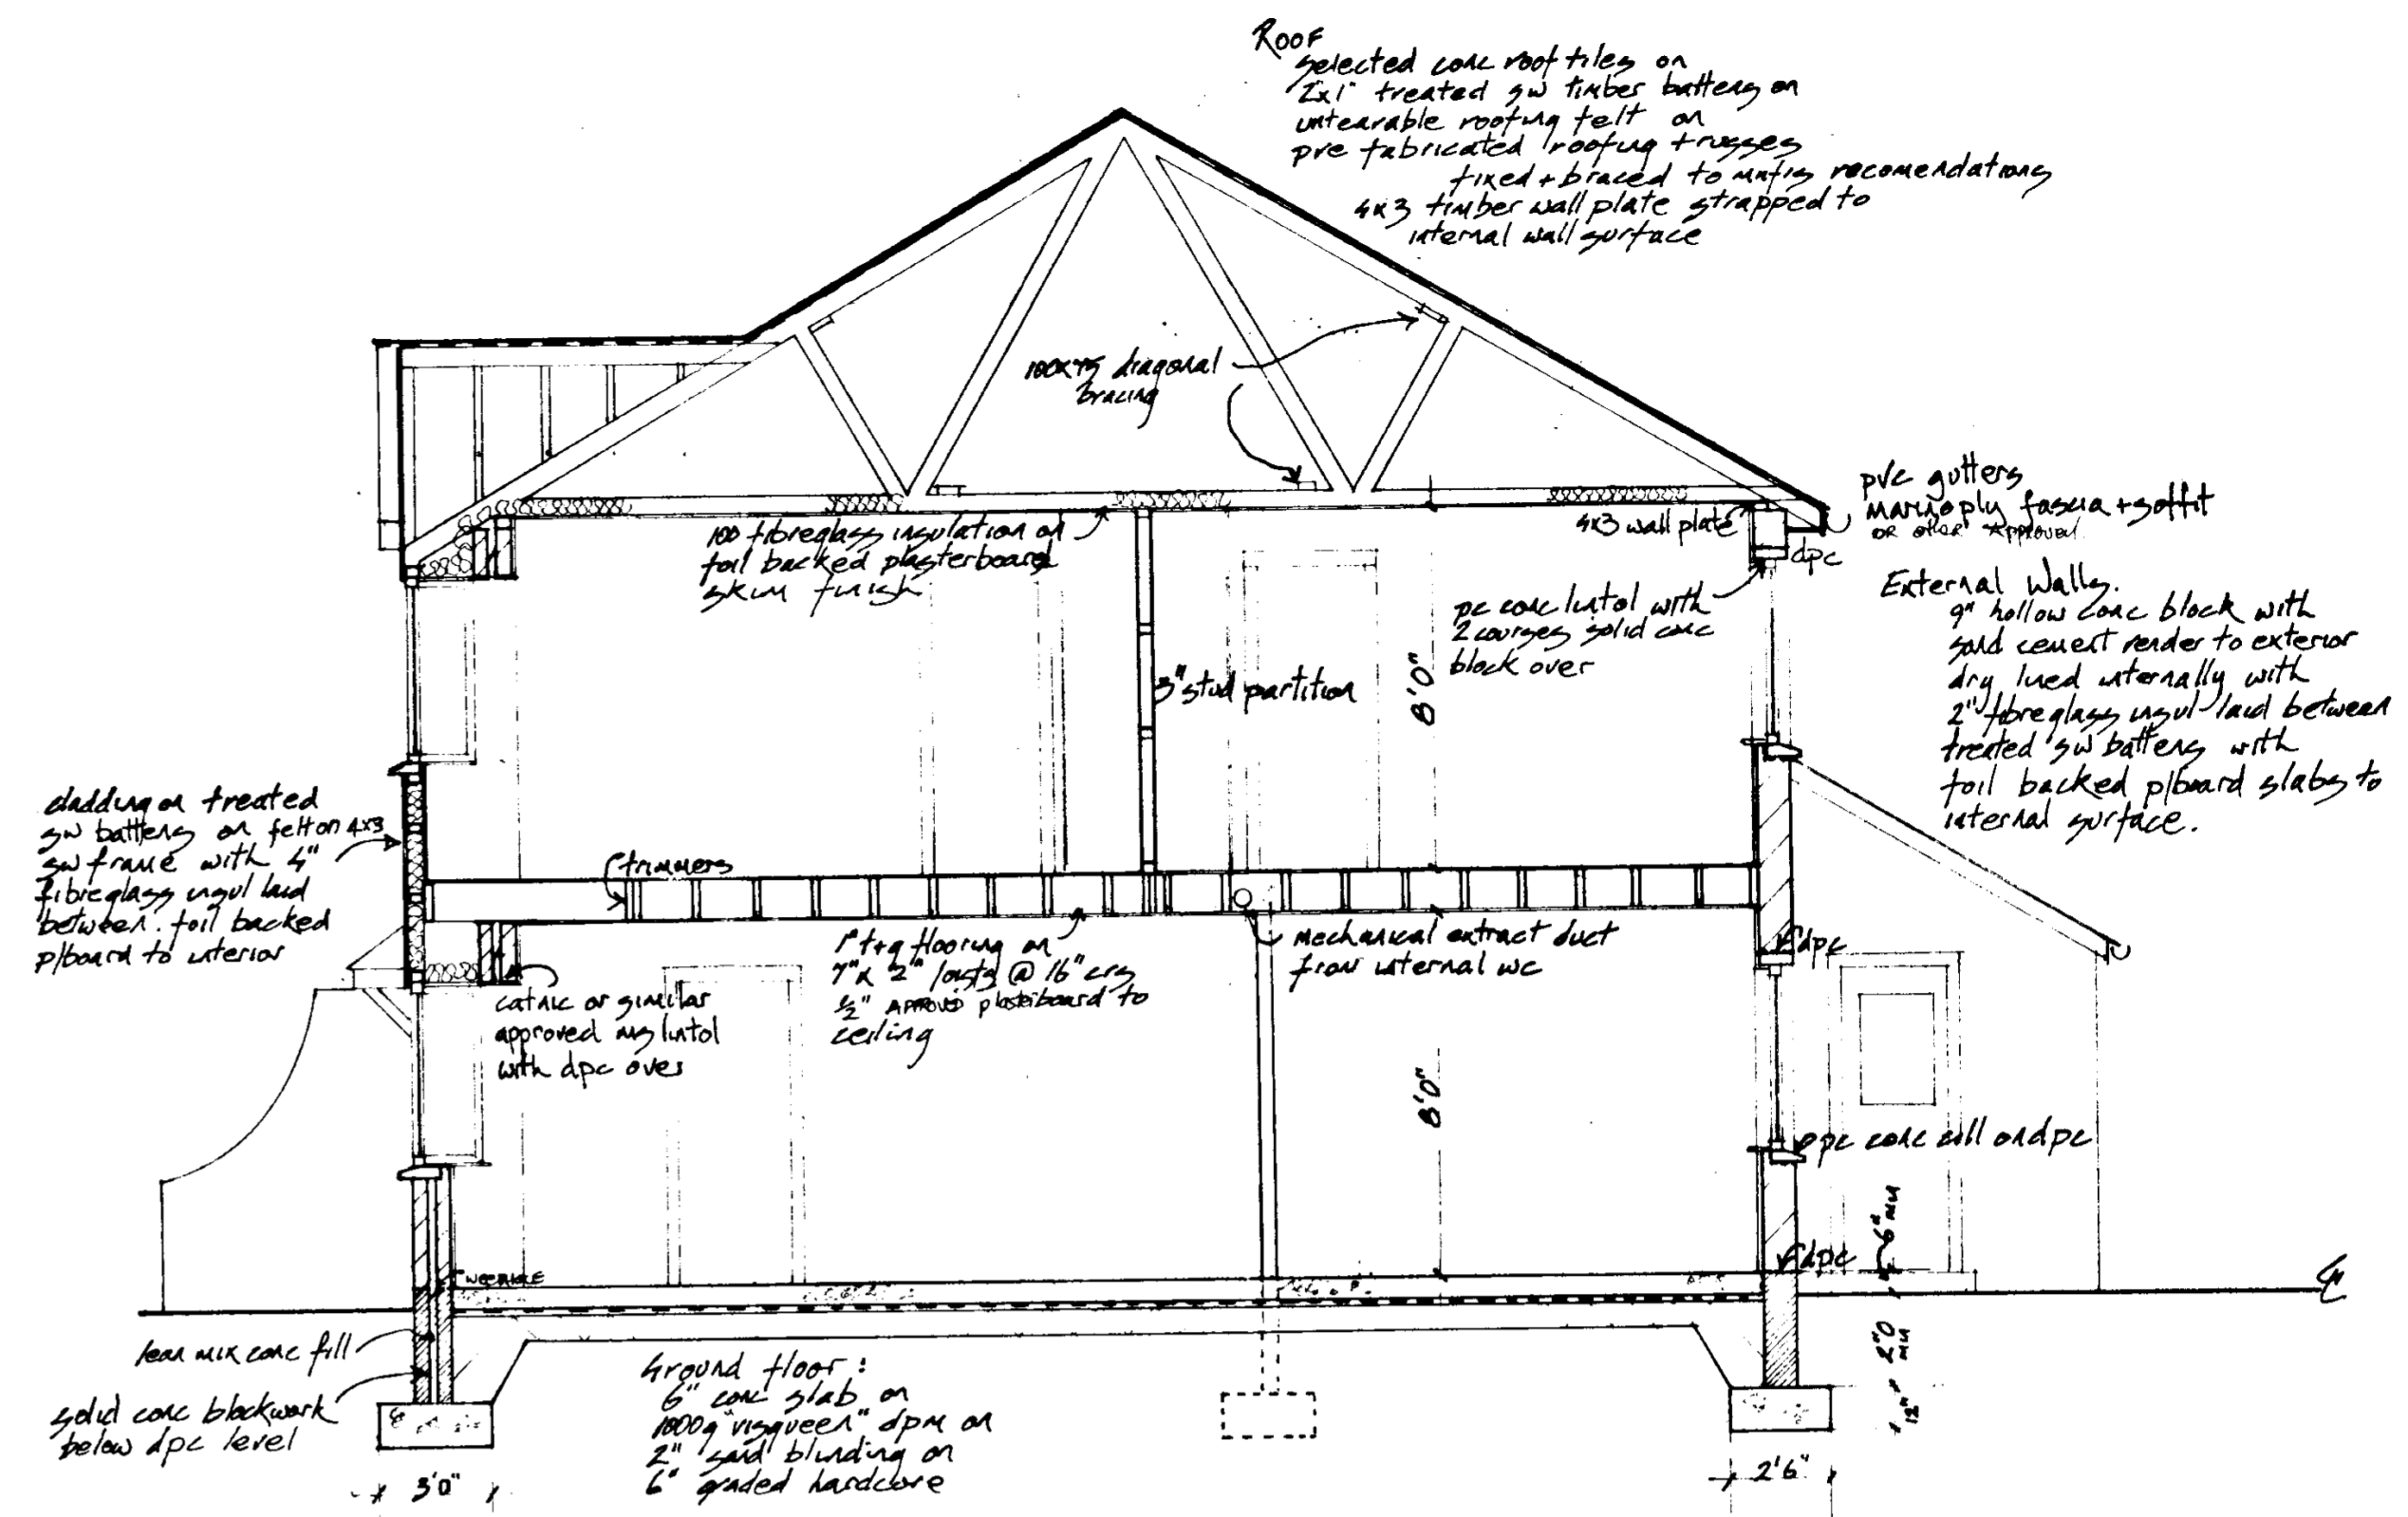 Roof
selected conc roof tiles on
2x1" treated sw timber battens on
untearable roofing felt on
pre fabricated roofing trusses
fixed + braced to mnfrs recomendations
4x3 timber wall plate strapped to
internal wall surface
100x75 diagonal
bracing
pvc gutters
marineply fascia + soffit
OR other APPROVED
4x3 wall plate
dpc
100 fibreglass insulation on
foil backed plasterboard
skim finish
pc conc lintol with
2 courses solid conc
block over
External Walls.
9" hollow conc block with
sand cement render to exterior
dry lined internally with
2" fibreglass insul laid between
treated sw battens with
foil backed p/board slabs to
internal surface.
3" stud partition
8'0"
cladding on treated
sw battens on felt on 4x3
sw frame with 4"
fibreglass insul laid
between. foil backed
p/board to interior
trimmers
1" t+g flooring on
7" x 2" joists @ 16" crs
½" APPROVED plasterboard to
ceiling
mechanical extract duct
from internal wc
dpc
catnic or similar
approved ms lintol
with dpc over
8'0"
pc conc cill on dpc
6" MIN
dpc
WEEPHOLE
lean mix conc fill
solid conc blockwork
below dpc level
Ground floor:
6" conc slab on
1000g "visqueen" dpm on
2" sand blinding on
6" graded hardcore
2'0" MIN
12"
3'0"
2'6"